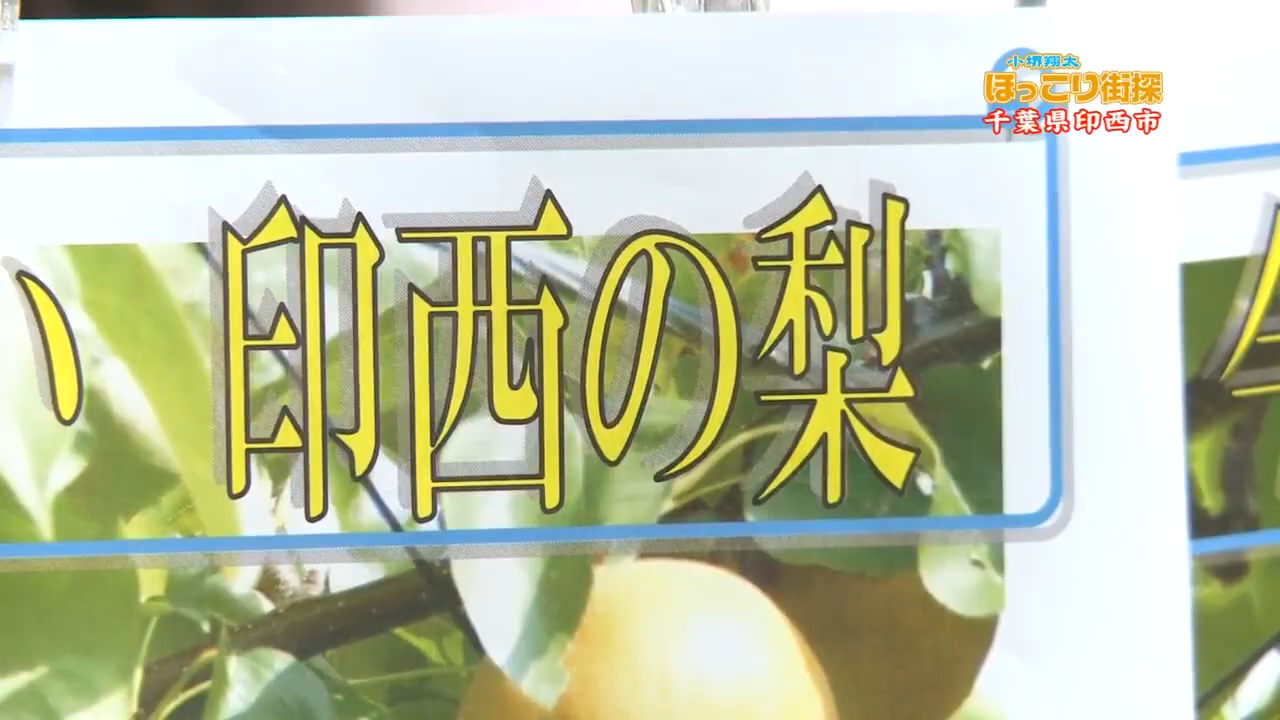 小堺翔太
ほっこり街探
千葉県印西市
い 印西の梨